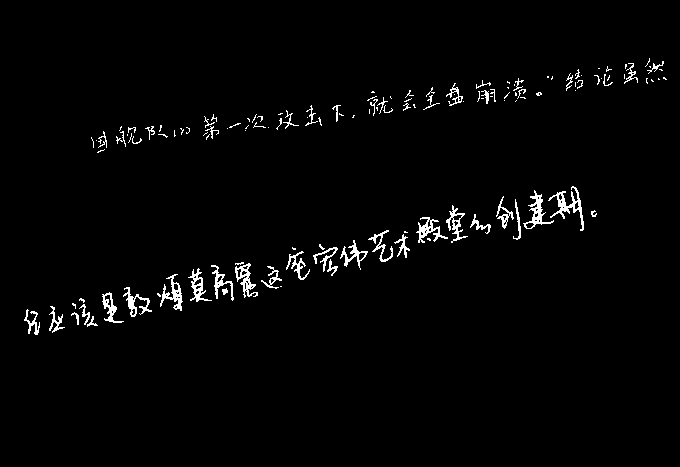 国舰队的第一次攻击下，就会全盘崩溃。”结论虽然
应该是敦煌莫高窟这座宏伟艺术殿堂的创建期。